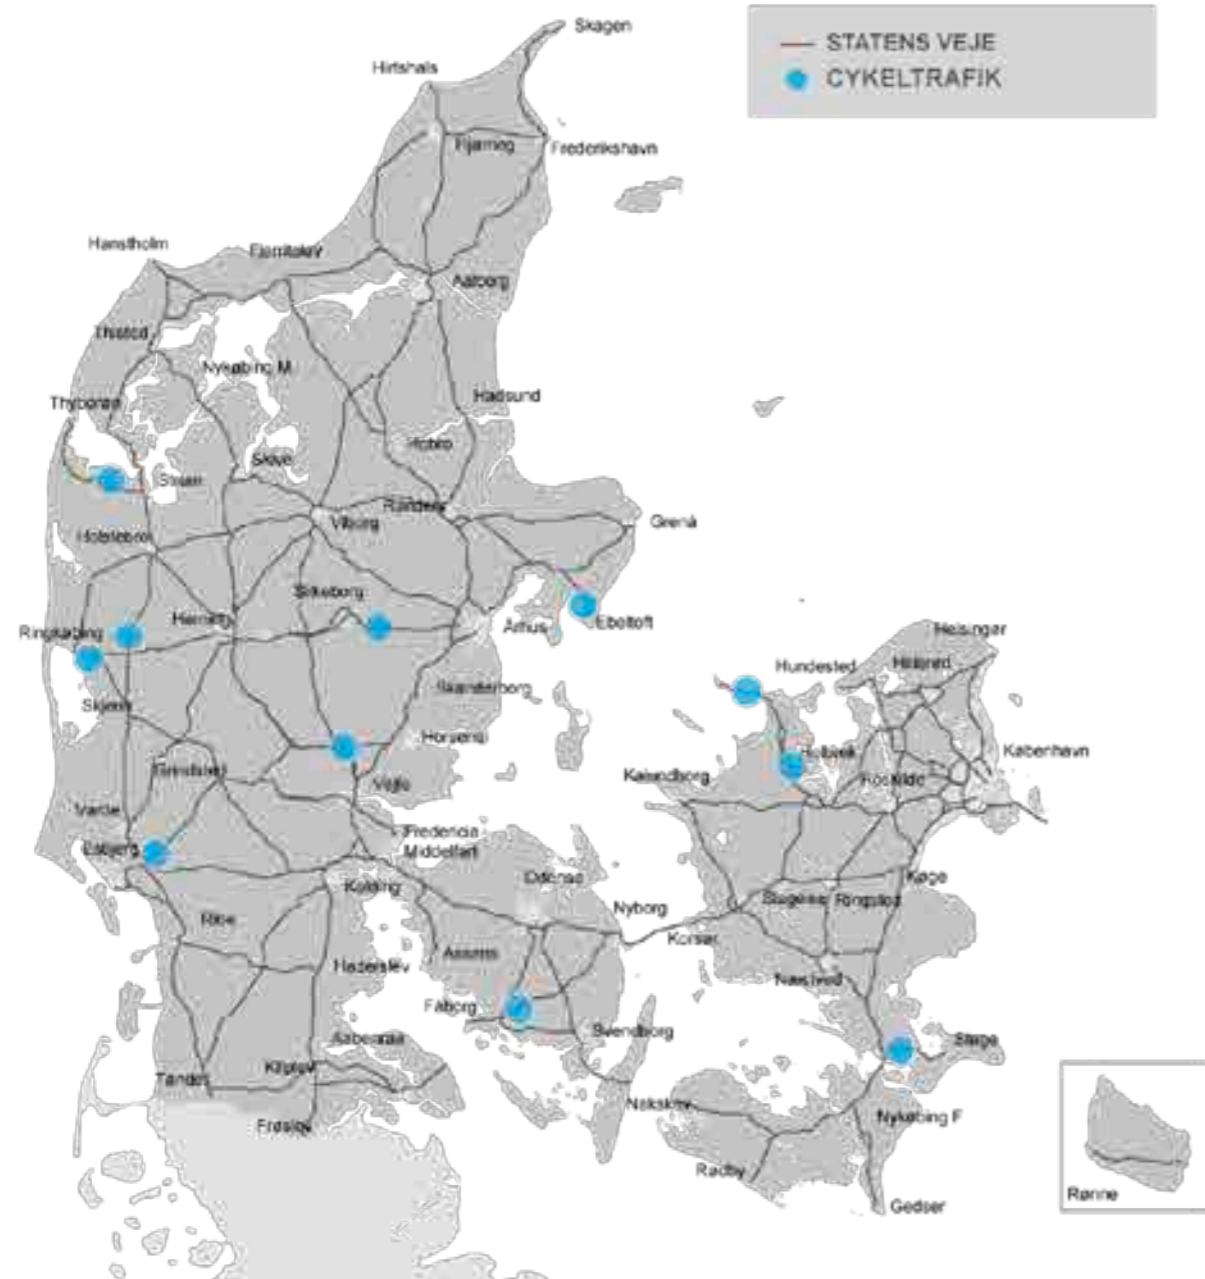 Skagen
STATENS VEJE
CYKELTRAFIK
Hirtshals
Hjørring
Frederikshavn
Hanstholm
Fjerritslev
Aalborg
Thisted
Nykøbing M
Thyborøn
Hadsund
Hobro
Skive
Struer
Randers
Viborg
Grenå
Holstebro
Silkeborg
Ringkøbing
Herning
Århus
Ebeltoft
Helsingør
Hundested
Hillerød
Skanderborg
Skjern
Horsens
Holbæk
København
Grindsted
Kalundborg
Roskilde
Vejle
Varde
Fredericia
Middelfart
Esbjerg
Odense
Køge
Kolding
Slagelse
Ringsted
Nyborg
Ribe
Korsør
Assens
Haderslev
Næstved
Fåborg
Svendborg
Aabenraa
Stege
Kliplev
Tønder
Nakskov
Nykøbing F
Frøslev
Rødby
Rønne
Gedser